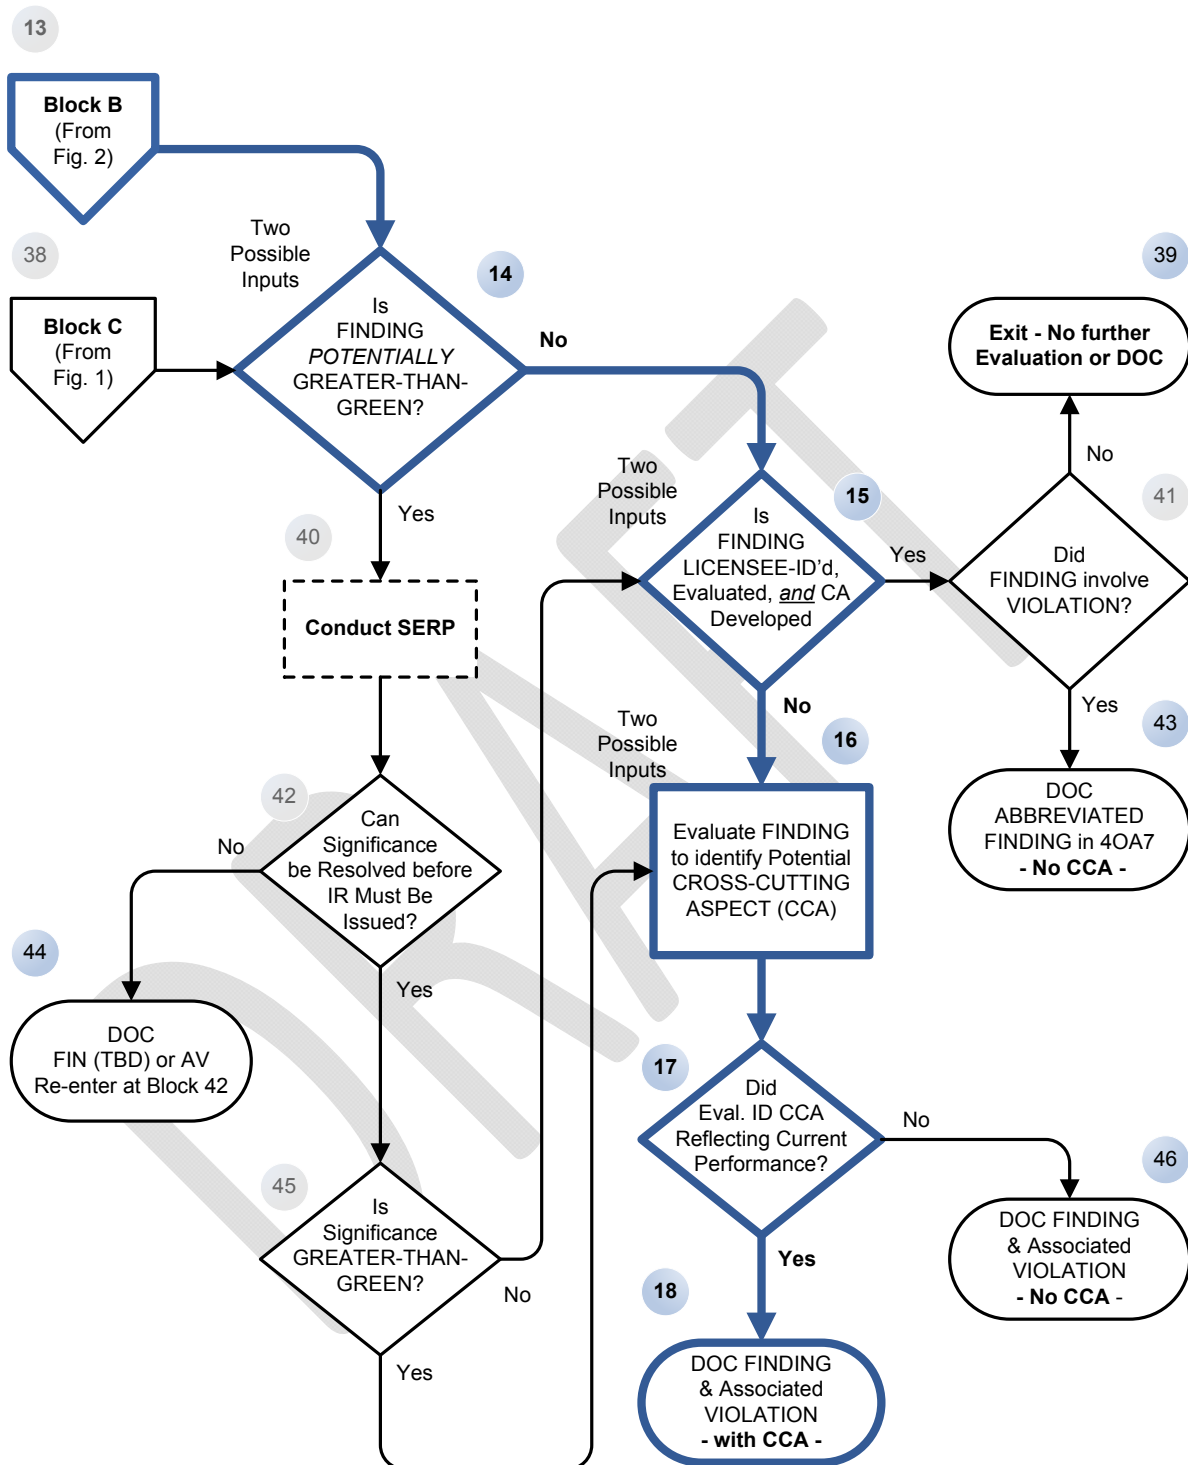 13
Block B
(From
Fig. 2)
Two
Possible
Inputs
38
Block C
(From
Fig. 1)
14
Is
FINDING
POTENTIALLY
GREATER-THAN-
GREEN?
No
Yes
39
Exit - No further
Evaluation or DOC
No
41
Did
FINDING involve
VIOLATION?
Yes
43
DOC
ABBREVIATED
FINDING in 4OA7
- No CCA -
Two
Possible
Inputs
15
Is
FINDING
LICENSEE-ID'd,
Evaluated, and CA
Developed
Yes
No
40
Conduct SERP
Two
Possible
Inputs
16
Evaluate FINDING
to identify Potential
CROSS-CUTTING
ASPECT (CCA)
42
Can
Significance
be Resolved before
IR Must Be
Issued?
No
Yes
44
DOC
FIN (TBD) or AV
Re-enter at Block 42
17
Did
Eval. ID CCA
Reflecting Current
Performance?
No
Yes
46
DOC FINDING
& Associated
VIOLATION
- No CCA -
45
Is
Significance
GREATER-THAN-
GREEN?
No
Yes
18
DOC FINDING
& Associated
VIOLATION
- with CCA -
DRAFT